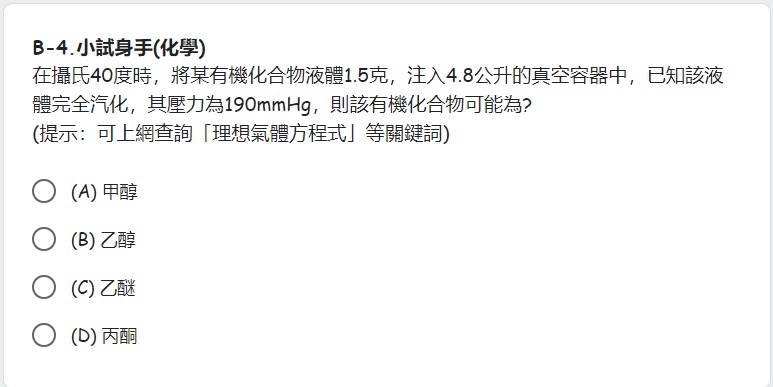 B-4.小試身手(化學)
在攝氏40度時，將某有機化合物液體1.5克，注入4.8公升的真空容器中，已知該液
體完全汽化，其壓力為190mmHg，則該有機化合物可能為?
(提示：可上網查詢「理想氣體方程式」等關鍵詞)
(A) 甲醇
(B) 乙醇
(C) 乙醚
(D) 丙酮